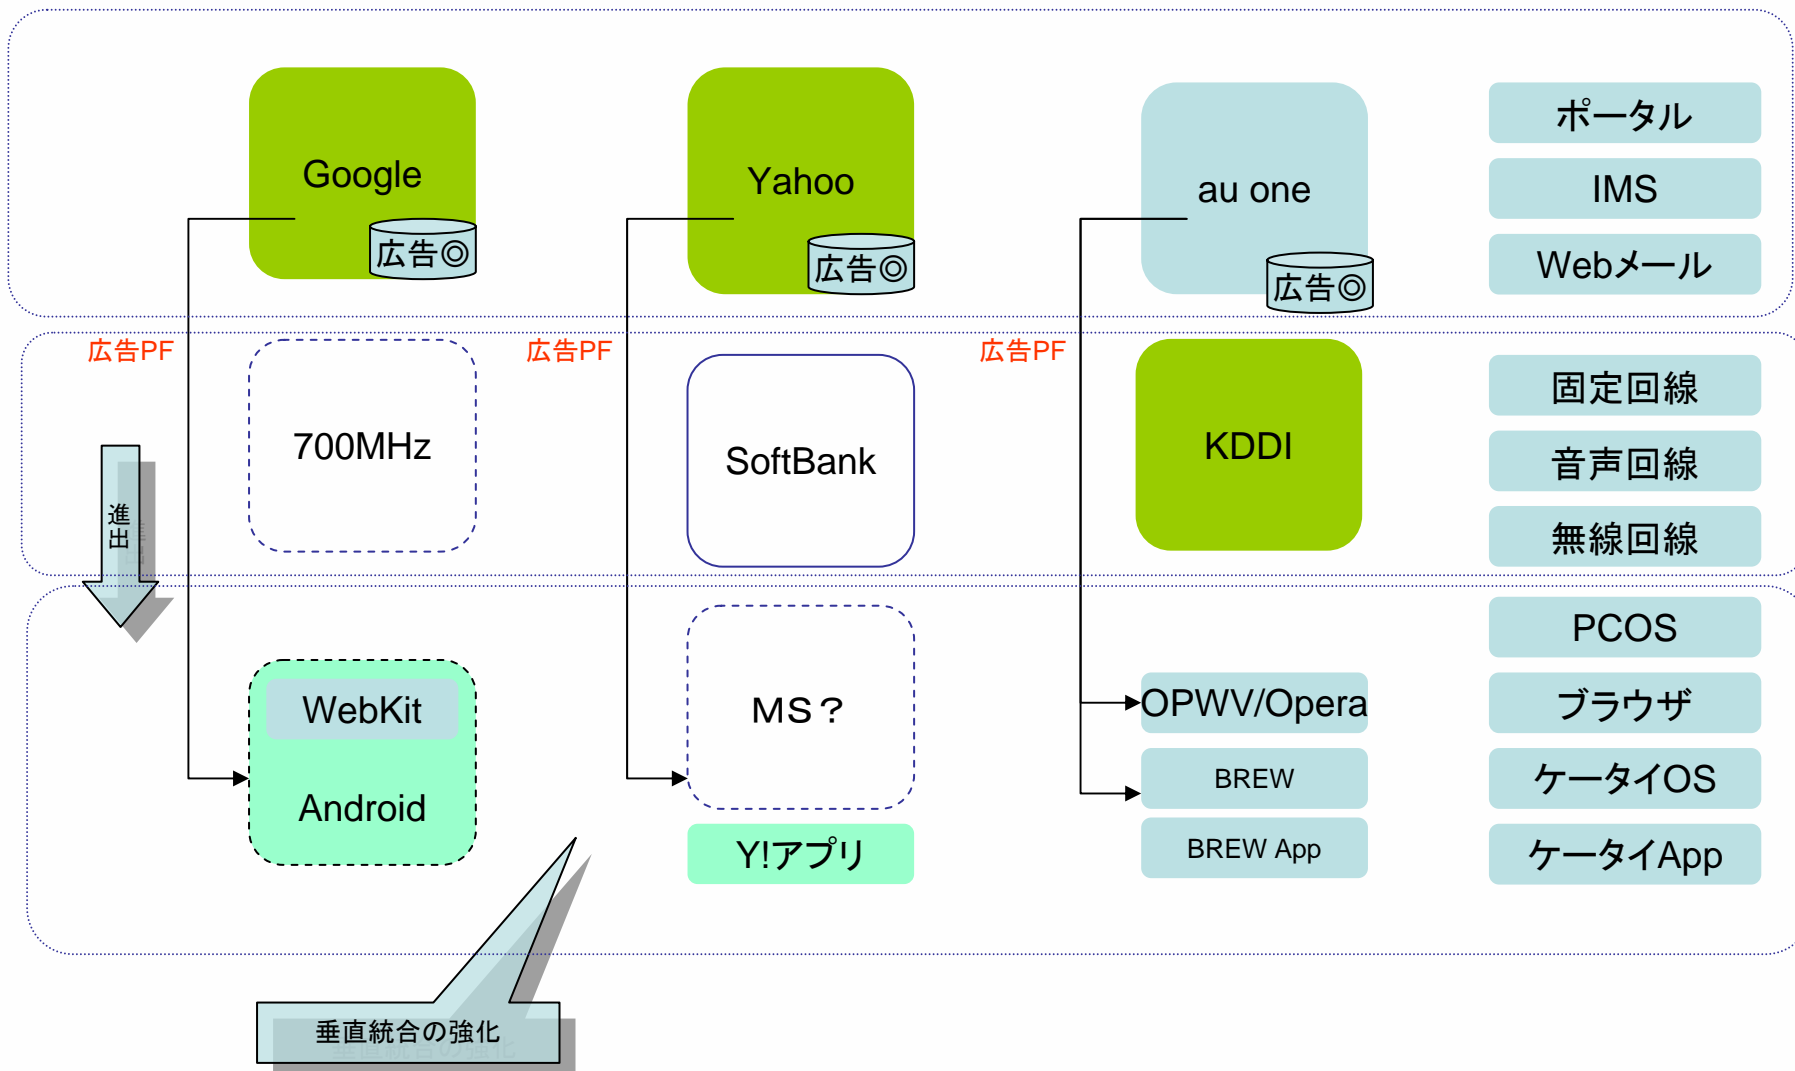 Google
広告◎
Yahoo
広告◎
au one
広告◎
ポータル
IMS
Webメール
広告PF
700MHz
広告PF
SoftBank
広告PF
KDDI
固定回線
音声回線
無線回線
進
出
WebKit
Android
ＭＳ？
Y!アプリ
OPWV/Opera
BREW
BREW App
PCOS
ブラウザ
ケータイOS
ケータイApp
垂直統合の強化